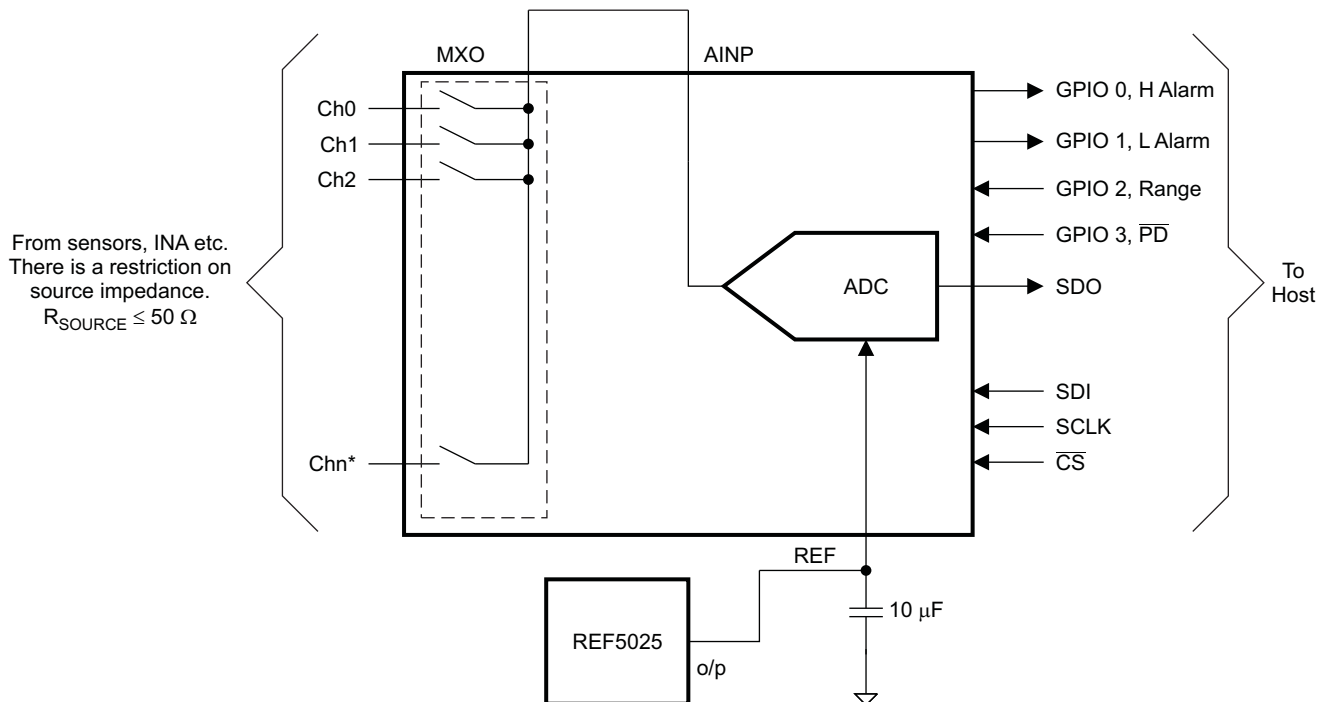 MXO
AINP
Ch0
Ch1
Ch2
Chn*
From sensors, INA etc.
There is a restriction on
source impedance.
R_SOURCE ≤ 50 Ω
ADC
GPIO 0, H Alarm
GPIO 1, L Alarm
GPIO 2, Range
GPIO 3, P̅D̅
SDO
SDI
SCLK
C̅S̅
To
Host
REF
10 μF
REF5025
o/p